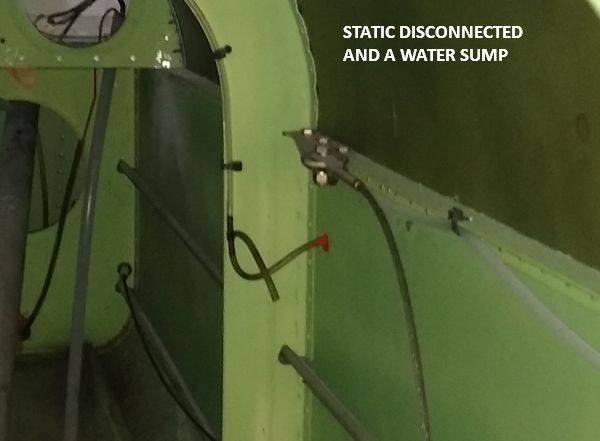 STATIC DISCONNECTED
AND A WATER SUMP